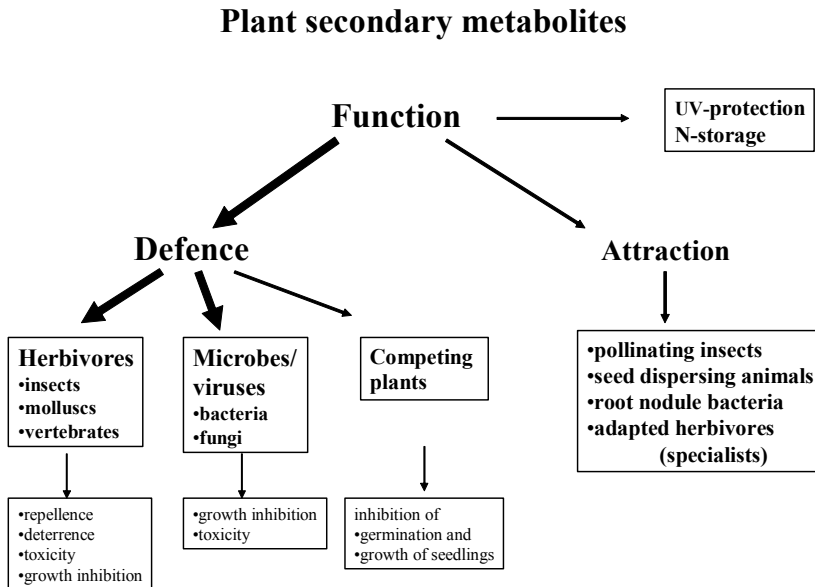 Plant secondary metabolites
Function
UV-protection
N-storage
Defence
Attraction
Herbivores
•insects
•molluscs
•vertebrates
Microbes/
viruses
•bacteria
•fungi
Competing
plants
•pollinating insects
•seed dispersing animals
•root nodule bacteria
•adapted herbivores
(specialists)
•repellence
•deterrence
•toxicity
•growth inhibition
•growth inhibition
•toxicity
inhibition of
•germination and
•growth of seedlings